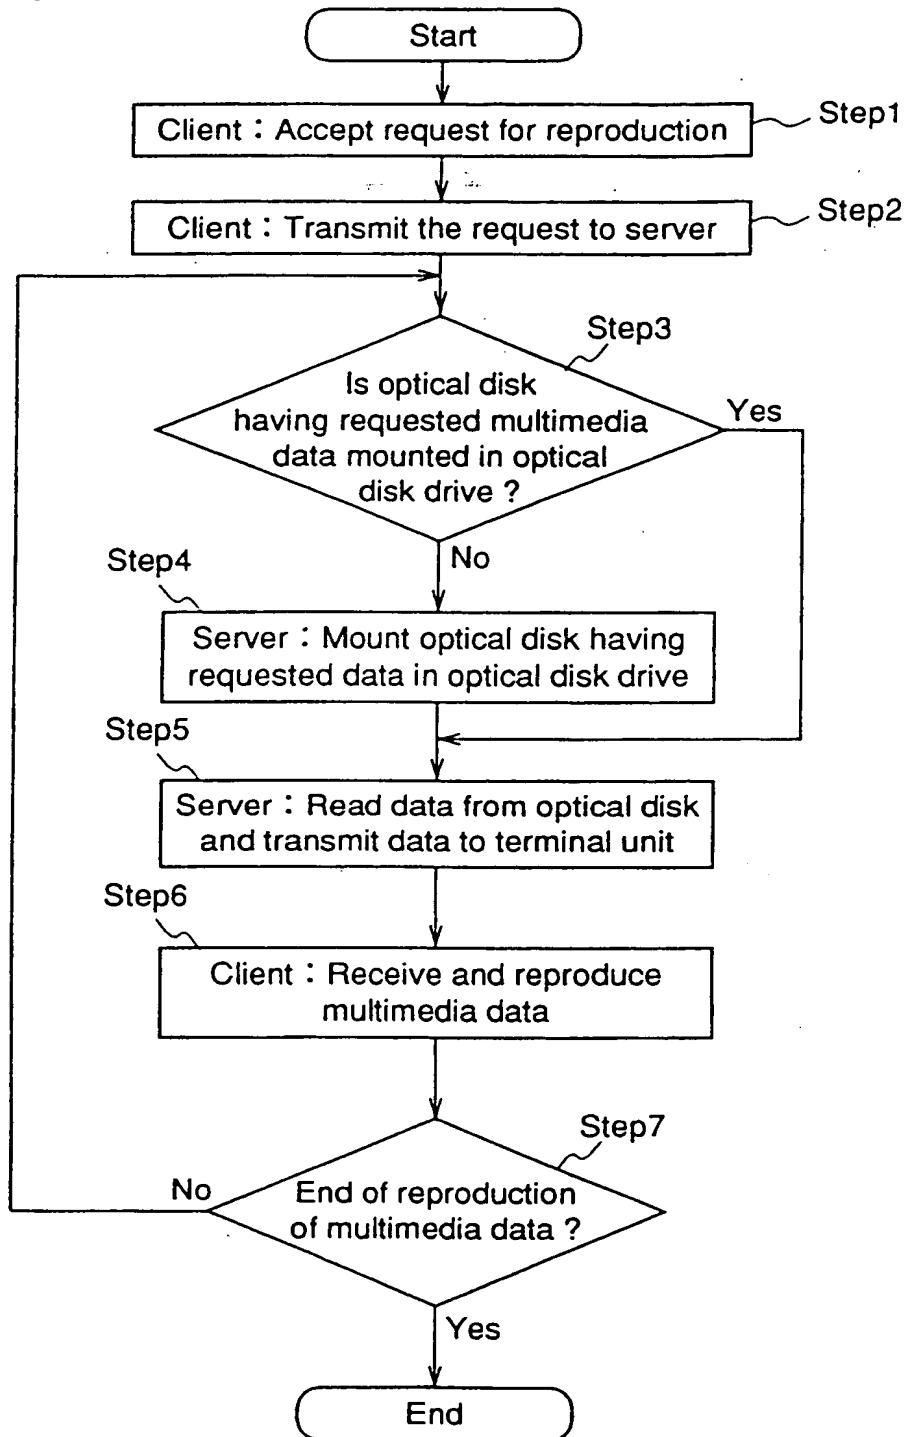 Start
Client : Accept request for reproduction
Step1
Client : Transmit the request to server
Step2
Step3
Is optical disk
having requested multimedia
data mounted in optical
disk drive ?
Yes
No
Step4
Server : Mount optical disk having
requested data in optical disk drive
Step5
Server : Read data from optical disk
and transmit data to terminal unit
Step6
Client : Receive and reproduce
multimedia data
Step7
No
End of reproduction
of multimedia data ?
Yes
End